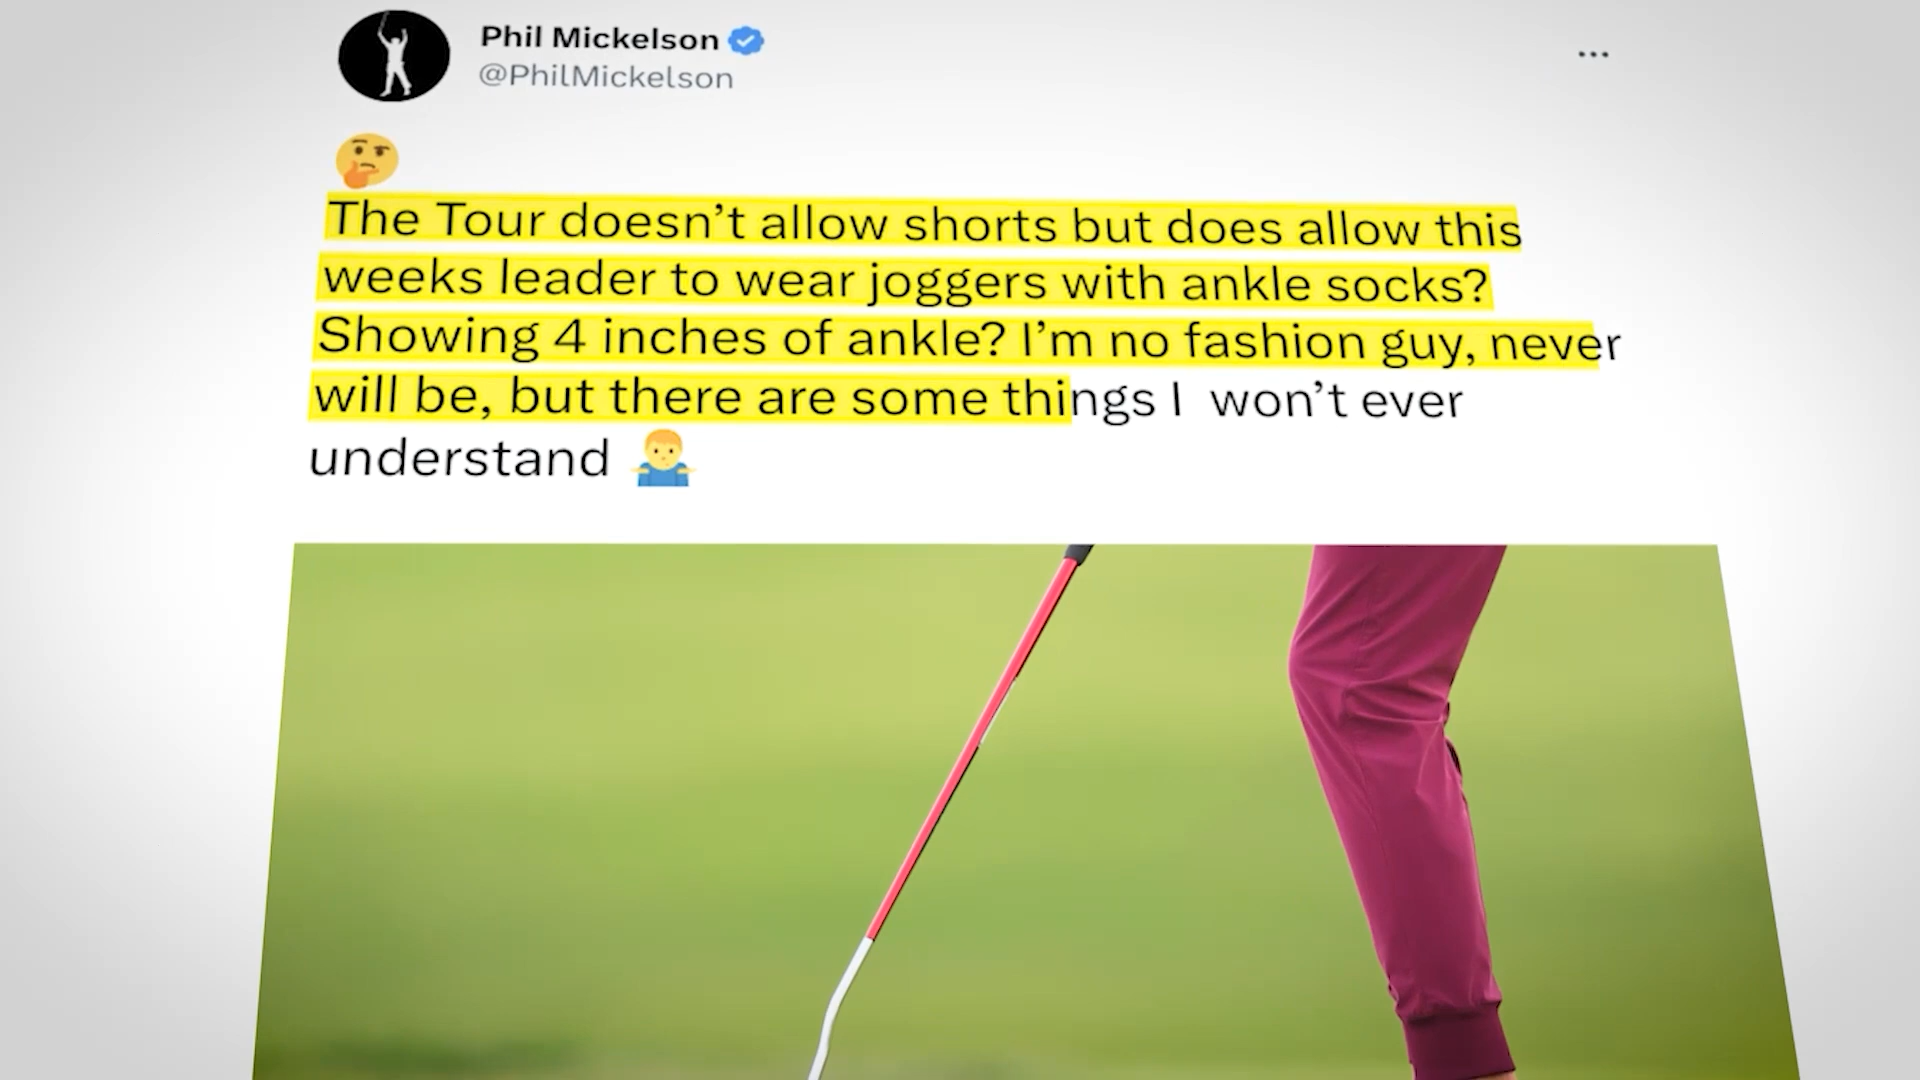 Phil Mickelson
@PhilMickelson
The Tour doesn't allow shorts but does allow this
weeks leader to wear joggers with ankle socks?
Showing 4 inches of ankle? I'm no fashion guy, never
will be, but there are some things I won't ever
understand